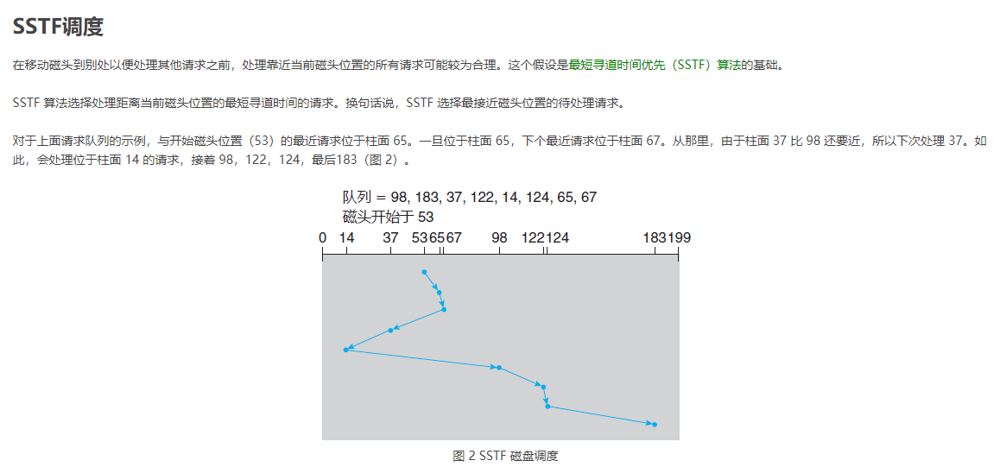 SSTF调度
在移动磁头到别处以便处理其他请求之前，处理靠近当前磁头位置的所有请求可能较为合理。这个假设是最短寻道时间优先（SSTF）算法的基础。
SSTF 算法选择处理距离当前磁头位置的最短寻道时间的请求。换句话说，SSTF 选择最接近磁头位置的待处理请求。
对于上面请求队列的示例，与开始磁头位置（53）的最近请求位于柱面 65。一旦位于柱面 65，下个最近请求位于柱面 67。从那里，由于柱面 37 比 98 还要近，所以下次处理 37。如
此，会处理位于柱面 14 的请求，接着 98，122，124，最后183（图 2）。
队列 = 98, 183, 37, 122, 14, 124, 65, 67
磁头开始于 53
0 14 37 53 65 67 98 122 124 183 199
图 2 SSTF 磁盘调度